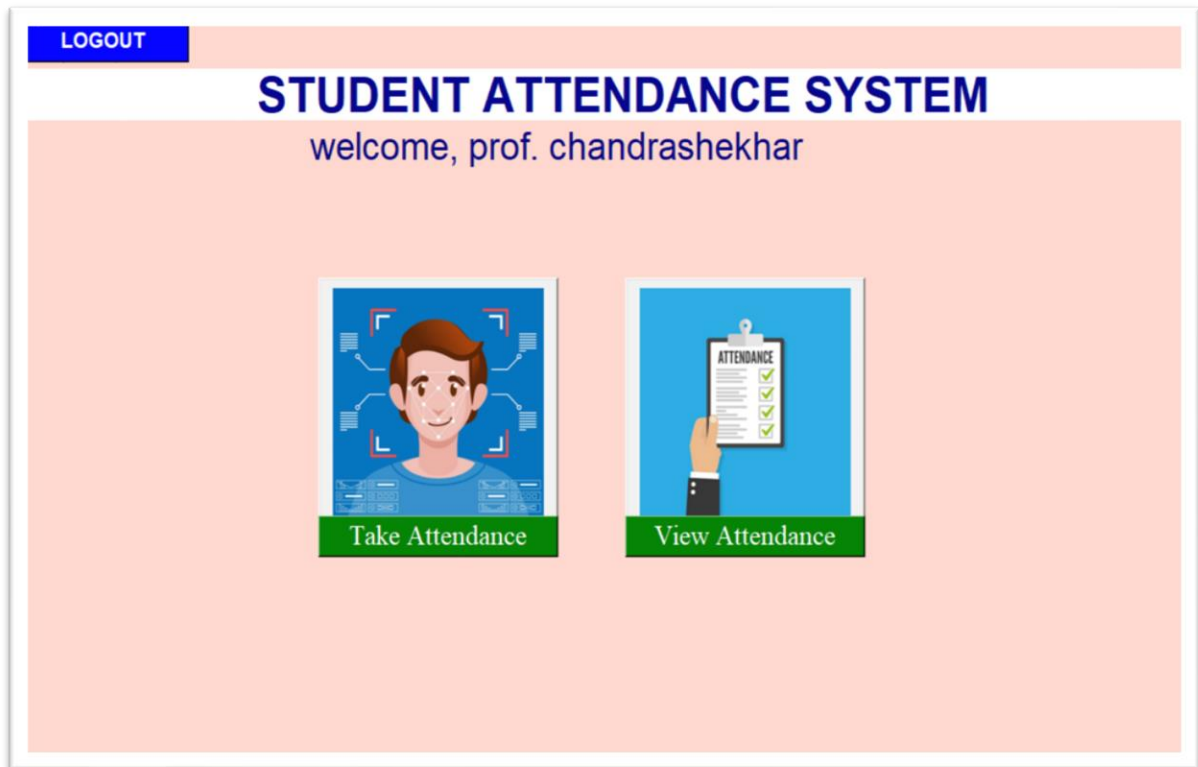 LOGOUT
STUDENT ATTENDANCE SYSTEM
welcome, prof. chandrashekhar
ATTENDANCE
Take Attendance
View Attendance